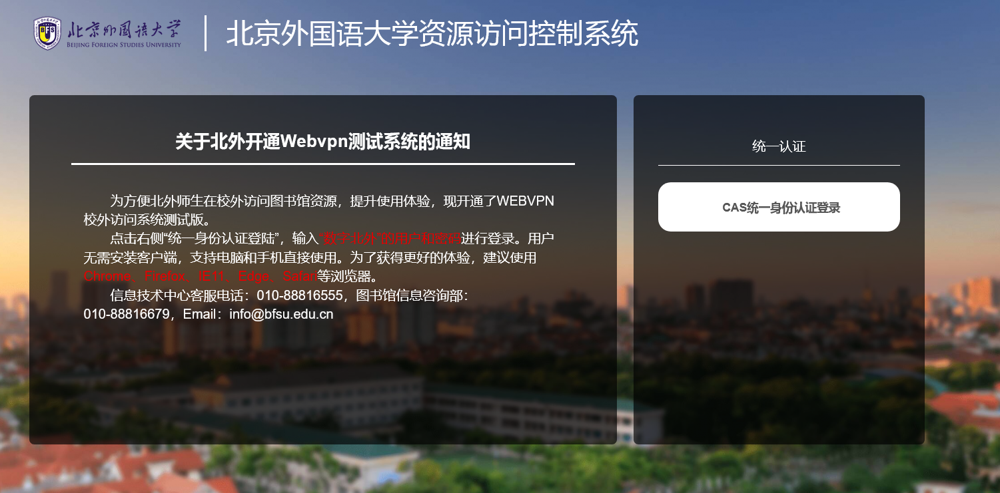 北京外国语大学
BEIJING FOREIGN STUDIES UNIVERSITY
北京外国语大学资源访问控制系统
关于北外开通Webvpn测试系统的通知
为方便北外师生在校外访问图书馆资源，提升使用体验，现开通了WEBVPN
校外访问系统测试版。
点击右侧“统一身份认证登陆”，输入“数字北外”的用户和密码进行登录。用户
无需安装客户端，支持电脑和手机直接使用。为了获得更好的体验，建议使用
Chrome、Firefox、IE11、Edge、Safari等浏览器。
信息技术中心客服电话：010-88816555，图书馆信息咨询部：
010-88816679，Email：info@bfsu.edu.cn
统一认证
CAS统一身份认证登录